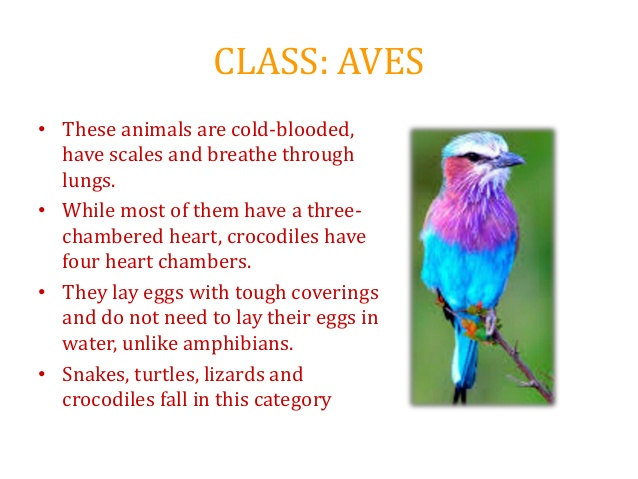 CLASS: AVES
• These animals are cold-blooded,
have scales and breathe through
lungs.
• While most of them have a three-
chambered heart, crocodiles have
four heart chambers.
• They lay eggs with tough coverings
and do not need to lay their eggs in
water, unlike amphibians.
• Snakes, turtles, lizards and
crocodiles fall in this category